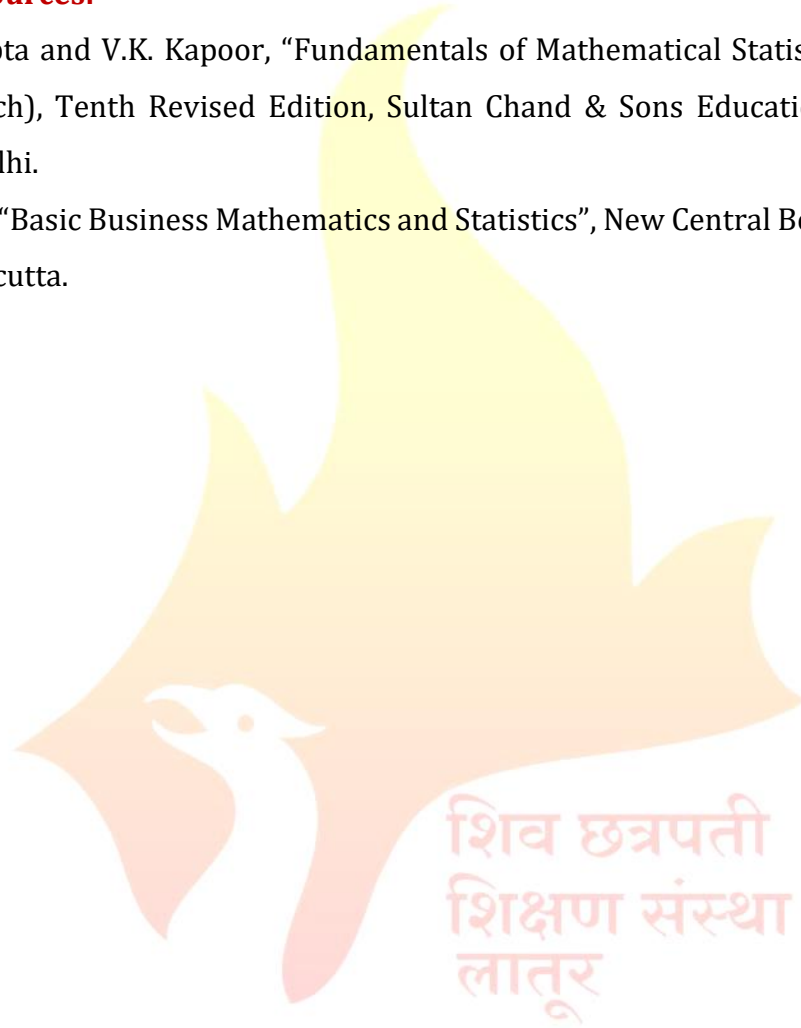 ources:
ota and V.K. Kapoor, “Fundamentals of Mathematical Statis
ch), Tenth Revised Edition, Sultan Chand & Sons Educatio
lhi.
“Basic Business Mathematics and Statistics”, New Central Bo
cutta.
शिव छत्रपती
शिक्षण संस्था
लातूर